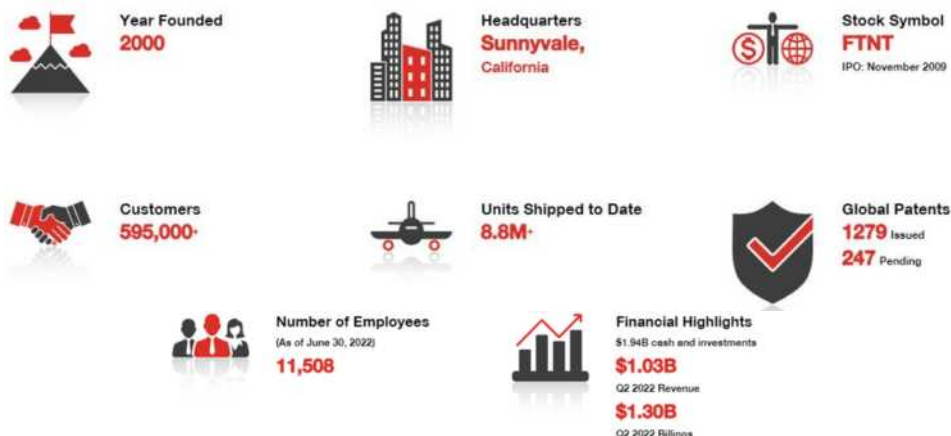 Year Founded
2000
Headquarters
Sunnyvale,
California
Stock Symbol
FTNT
IPO: November 2009
Customers
595,000+
Units Shipped to Date
8.8M+
Global Patents
1279 Issued
247 Pending
Number of Employees
(As of June 30, 2022)
11,508
Financial Highlights
$1.94B cash and investments
$1.03B
Q2 2022 Revenue
$1.30B
Q2 2022 Billings